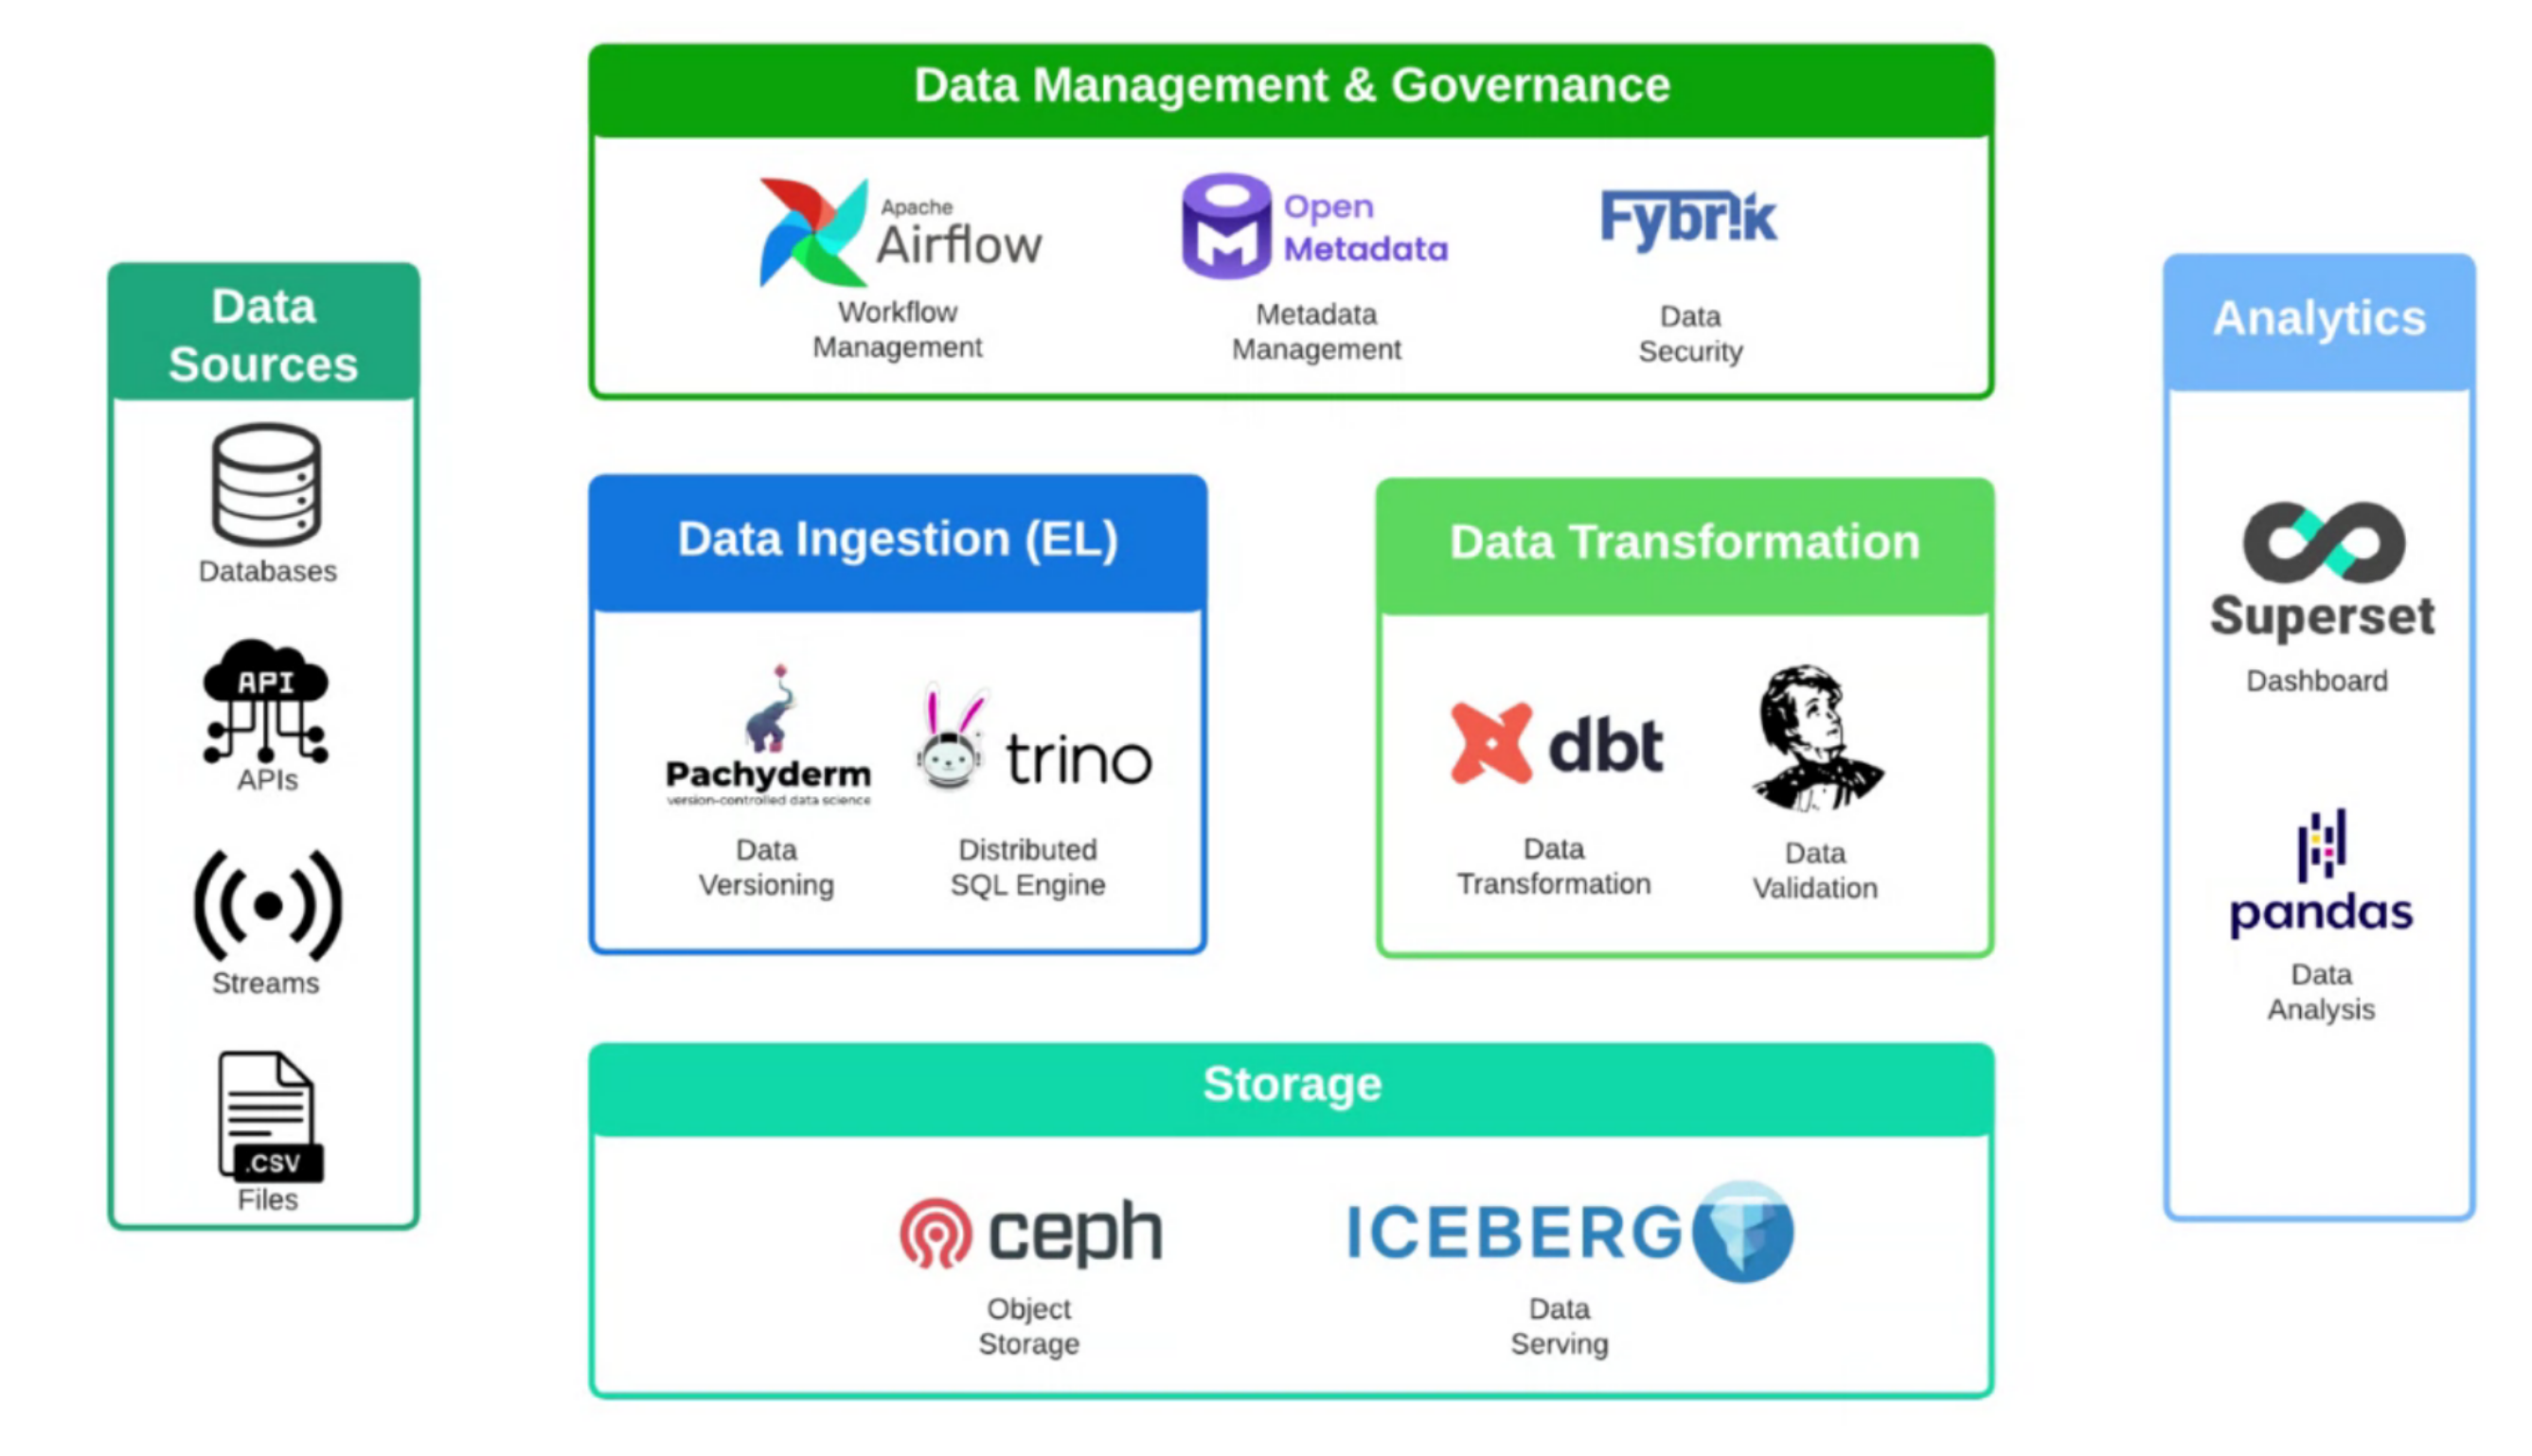 Data Management & Governance
Apache
Airflow
Workflow
Management
Open
Metadata
Metadata
Management
Fybrik
Data
Security
Data
Sources
Databases
API
APIs
Streams
.CSV
Files
Data Ingestion (EL)
Pachyderm
version-controlled data science
Data
Versioning
trino
Distributed
SQL Engine
Data Transformation
dbt
Data
Transformation
Data
Validation
Storage
ceph
Object
Storage
ICEBERG
Data
Serving
Analytics
Superset
Dashboard
pandas
Data
Analysis